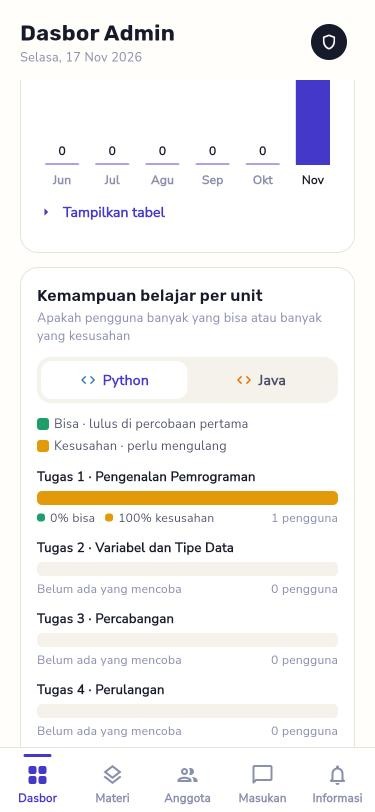 Dasbor Admin
Selasa, 17 Nov 2026
0 0 0 0 0
Jun Jul Agu Sep Okt Nov
Tampilkan tabel
Kemampuan belajar per unit
Apakah pengguna banyak yang bisa atau banyak
yang kesusahan
Python Java
Bisa · lulus di percobaan pertama
Kesusahan · perlu mengulang
Tugas 1 · Pengenalan Pemrograman
0% bisa 100% kesusahan 1 pengguna
Tugas 2 · Variabel dan Tipe Data
Belum ada yang mencoba 0 pengguna
Tugas 3 · Percabangan
Belum ada yang mencoba 0 pengguna
Tugas 4 · Perulangan
Belum ada yang mencoba 0 pengguna
Dasbor Materi Anggota Masukan Informasi